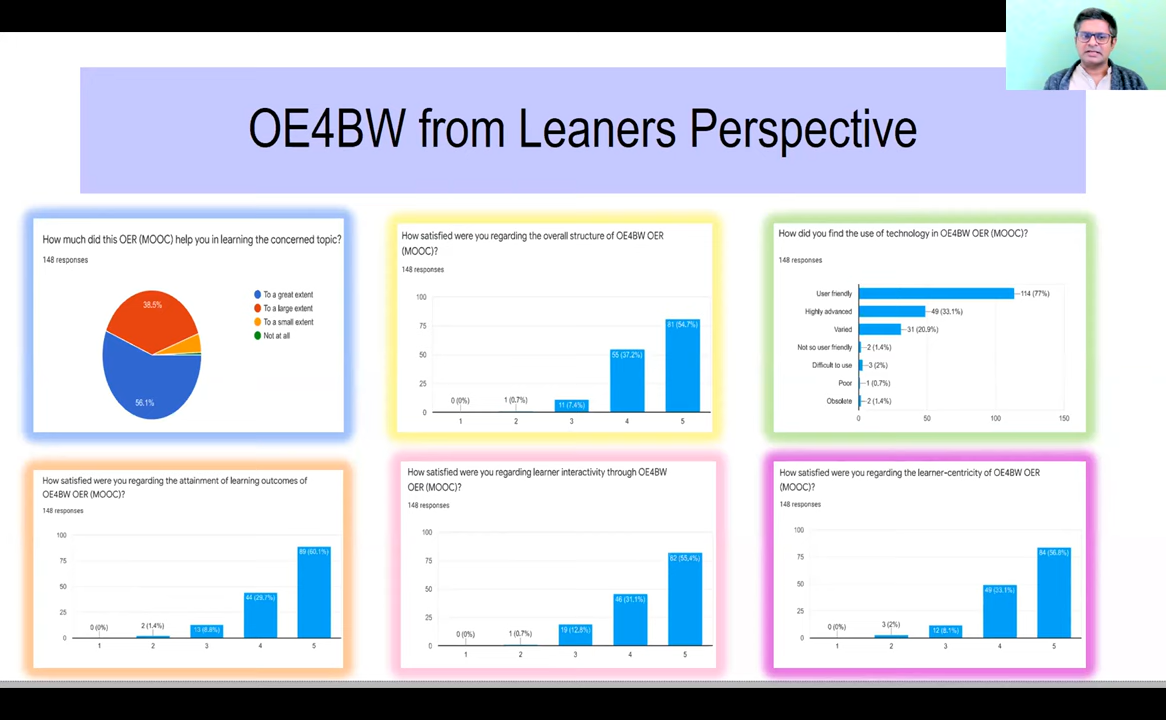 OE4BW from Leaners Perspective
How much did this OER (MOOC) help you in learning the concerned topic?
148 responses
38.5%
56.1%
To a great extent
To a large extent
To a small extent
Not at all
How satisfied were you regarding the overall structure of OE4BW OER
(MOOC)?
148 responses
100
75
50
25
0
0 (0%)
1 (0.7%)
11 (7.4%)
55 (37.2%)
81 (54.7%)
1 2 3 4 5
How did you find the use of technology in OE4BW OER (MOOC)?
148 responses
User friendly 114 (77%)
Highly advanced 49 (33.1%)
Varied 31 (20.9%)
Not so user friendly 2 (1.4%)
Difficult to use 3 (2%)
Poor 1 (0.7%)
Obsolete 2 (1.4%)
0 50 100 150
How satisfied were you regarding the attainment of learning outcomes of
OE4BW OER (MOOC)?
148 responses
100
75
50
25
0
0 (0%)
2 (1.4%)
13 (8.8%)
44 (29.7%)
89 (60.1%)
1 2 3 4 5
How satisfied were you regarding learner interactivity through OE4BW
OER (MOOC)?
148 responses
100
75
50
25
0
0 (0%)
1 (0.7%)
19 (12.8%)
46 (31.1%)
82 (55.4%)
1 2 3 4 5
How satisfied were you regarding the learner-centricity of OE4BW OER
(MOOC)?
148 responses
100
75
50
25
0
0 (0%)
3 (2%)
12 (8.1%)
49 (33.1%)
84 (56.8%)
1 2 3 4 5